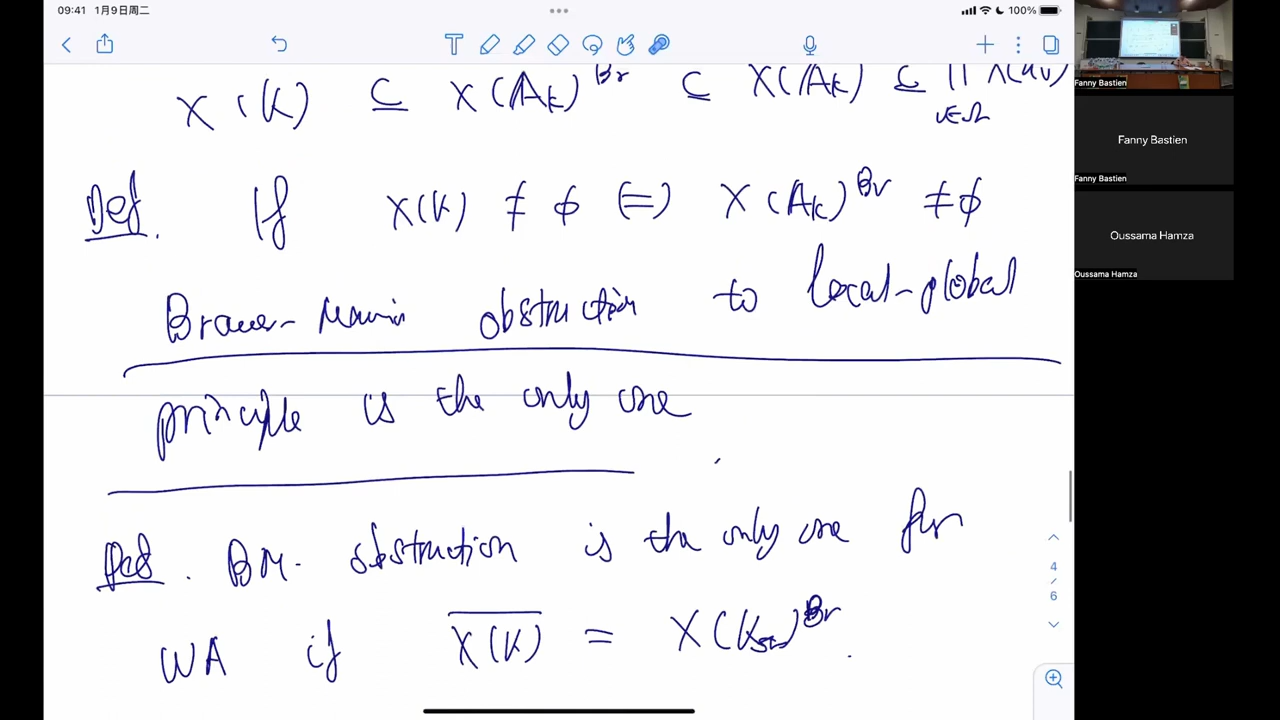 09:41 1月9日周二
100%
X(K) ⊆ X(A_K)^Br ⊆ X(A_K) ⊆ ∏ X(K_v)
v∈Ω
Def. If X(K) ≠ ∅ (=) X(A_K)^Br ≠ ∅
Brauer-Manin obstruction to local-global
principle is the only one
Def. BM. obstruction is the only one for
WA if X(K) = X(K_Ω)^Br.
4
/
6
Fanny Bastien
Fanny Bastien
Fanny Bastien
Oussama Hamza
Oussama Hamza